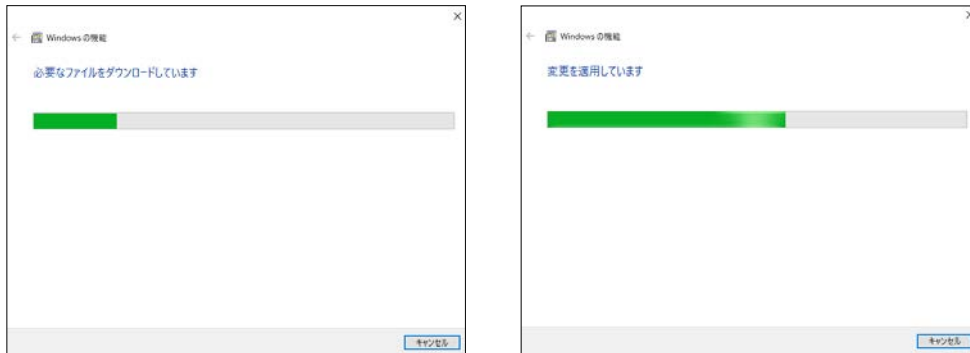 Windows の機能
必要なファイルをダウンロードしています
キャンセル
Windows の機能
変更を適用しています
キャンセル